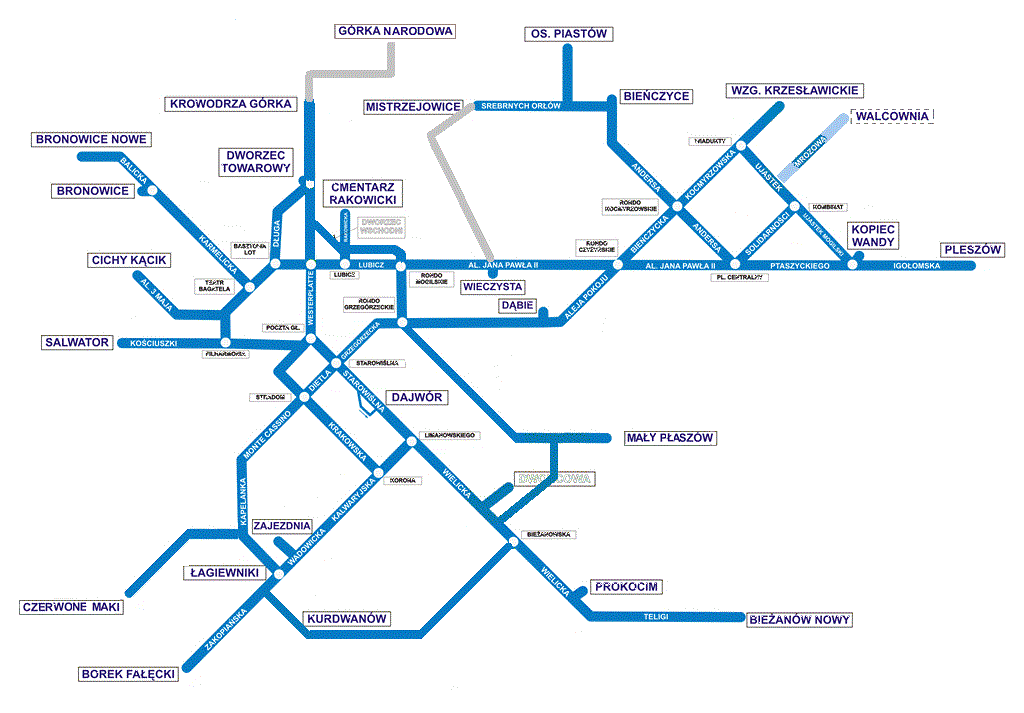 GÓRKA NARODOWA
OS. PIASTÓW
KROWODRZA GÓRKA
MISTRZEJOWICE
SREBRNYCH ORŁÓW
BIEŃCZYCE
WZG. KRZESŁAWICKIE
WALCOWNIA
BRONOWICE NOWE
BALICKA
DWORZEC
TOWAROWY
WIADUKTY
MROZOWA
BRONOWICE
CMENTARZ
RAKOWICKI
ANDERSA
KOCMYRZOWSKA
UJASTEK
DŁUGA
RAKOWICKA
DWORZEC
WSCHODNI
RONDO
KOCMYRZOWSKIE
KOMBINAT
KARMELICKA
BASZTOWA
LOT
BIEŃCZYCKA
ANDERSA
SOLIDARNOŚCI
UJASTEK MOGILSKI
KOPIEC
WANDY
RONDO
CZYŻYŃSKIE
PLESZÓW
CICHY KĄCIK
LUBICZ
LUBICZ
AL. JANA PAWŁA II
AL. JANA PAWŁA II
PTASZYCKIEGO
IGOŁOMSKA
AL. 3 MAJA
TEATR
BAGATELA
WESTERPLATTE
RONDO
MOGILSKIE
WIECZYSTA
PL. CENTRALNY
RONDO
GRZEGÓRZECKIE
DĄBIE
ALEJA POKOJU
POCZTA GŁ.
SALWATOR
KOŚCIUSZKI
FILHARMONIA
GRZEGÓRZECKA
STAROWIŚLNA
DIETLA
STAROWIŚLNA
STRADOM
DAJWÓR
MONTE CASSINO
KRAKOWSKA
LIMANOWSKIEGO
MAŁY PŁASZÓW
KAPELANKA
KALWARYJSKA
KORONA
WIELICKA
DWORCOWA
ZAJEZDNIA
WADOWICKA
BIEŻANOWSKA
ŁAGIEWNIKI
WIELICKA
PROKOCIM
CZERWONE MAKI
KURDWANÓW
TELIGI
BIEŻANÓW NOWY
ZAKOPIAŃSKA
BOREK FAŁĘCKI